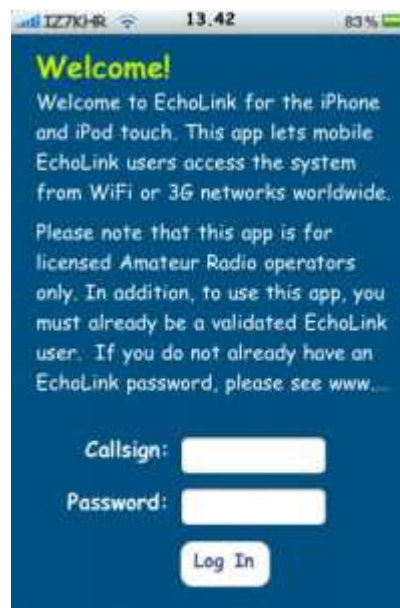 IZ7KHR 13.42 83%
Welcome!
Welcome to EchoLink for the iPhone
and iPod touch. This app lets mobile
EchoLink users access the system
from WiFi or 3G networks worldwide.
Please note that this app is for
licensed Amateur Radio operators
only. In addition, to use this app, you
must already be a validated EchoLink
user. If you do not already have an
EchoLink password, please see www....
Callsign:
Password:
Log In